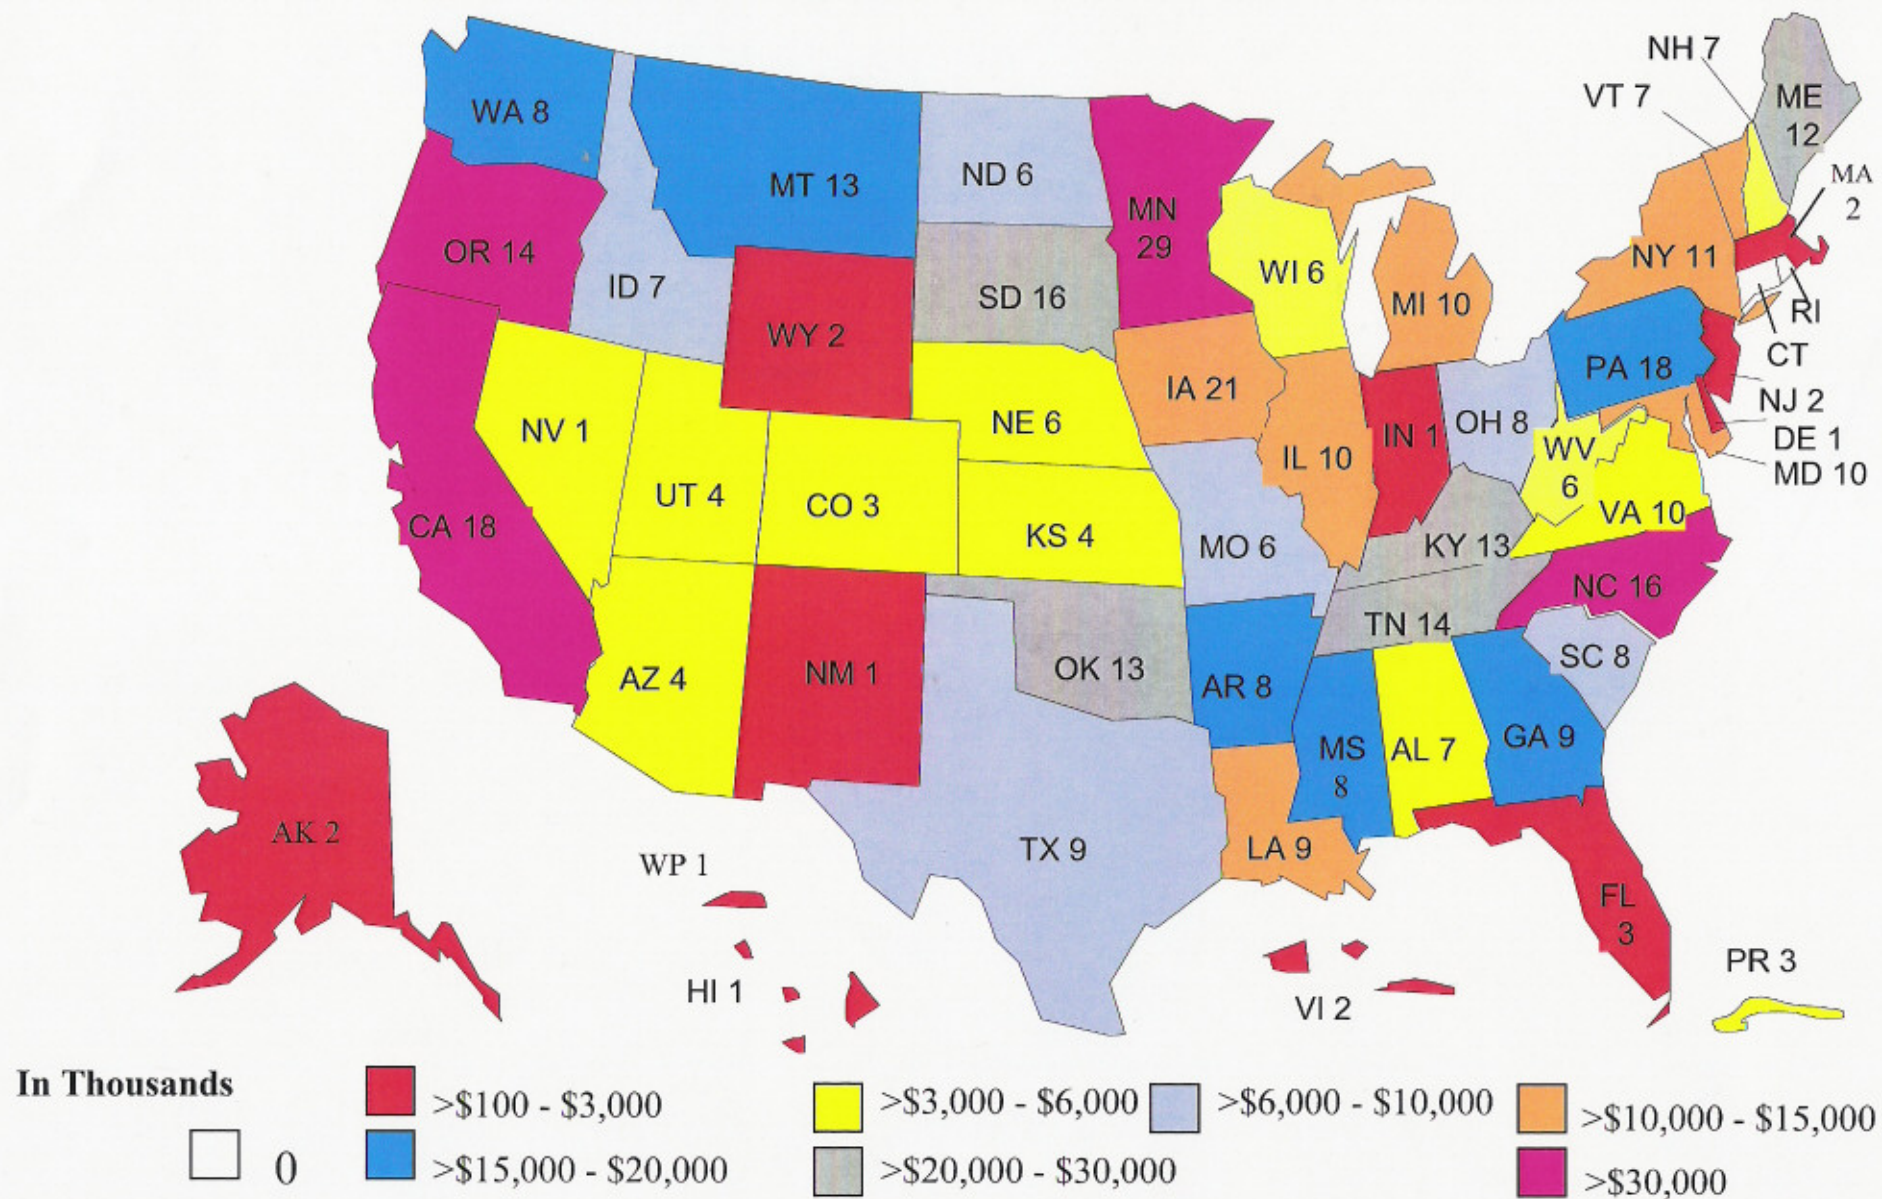 NH 7
VT 7
ME
12
WA 8
MA
2
ND 6
MT 13
MN
29
OR 14
NY 11
WI 6
ID 7
SD 16
MI 10
RI
WY 2
CT
PA 18
IA 21
NJ 2
NE 6
OH 8
NV 1
IN 1
DE 1
WV
6
IL 10
MD 10
UT 4
CO 3
VA 10
CA 18
KS 4
MO 6
KY 13
NC 16
TN 14
SC 8
AZ 4
NM 1
OK 13
AR 8
GA 9
MS
8
AL 7
AK 2
TX 9
LA 9
WP 1
FL
3
PR 3
HI 1
VI 2
In Thousands
0
>$100 - $3,000
>$3,000 - $6,000
>$6,000 - $10,000
>$10,000 - $15,000
>$15,000 - $20,000
>$20,000 - $30,000
>$30,000